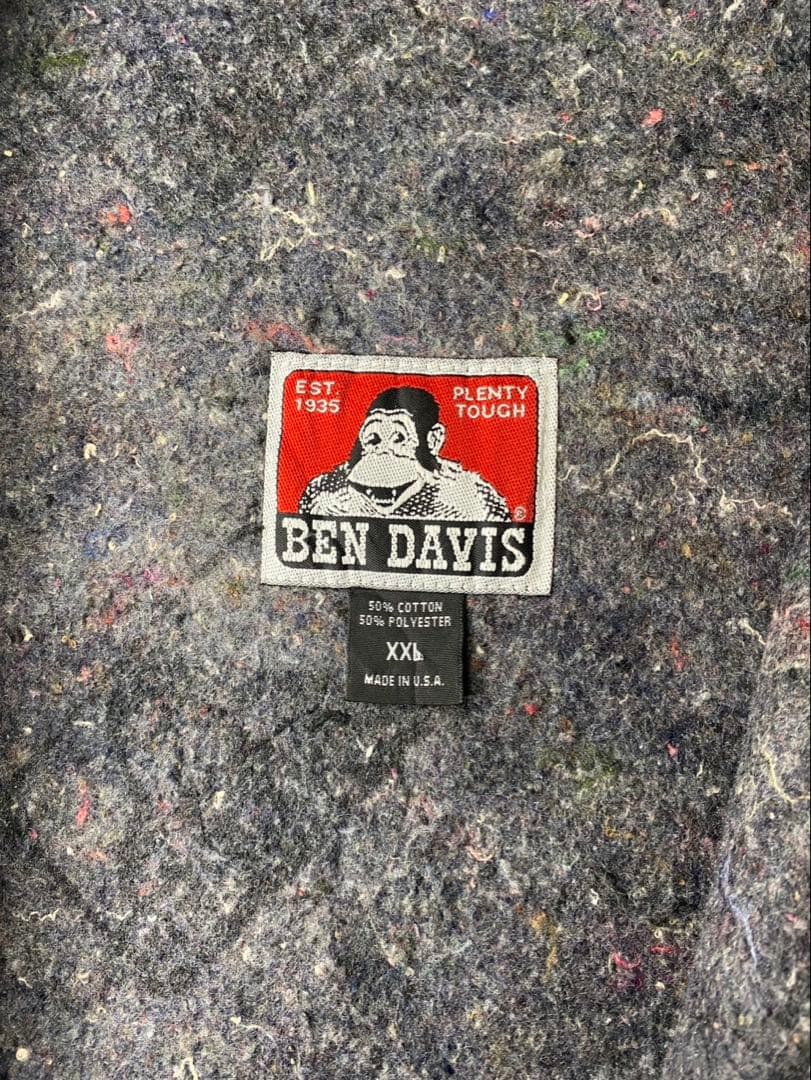 EST. PLENTY
1935 TOUGH
®
BEN DAVIS
50% COTTON
50% POLYESTER
XXL
MADE IN U.S.A.